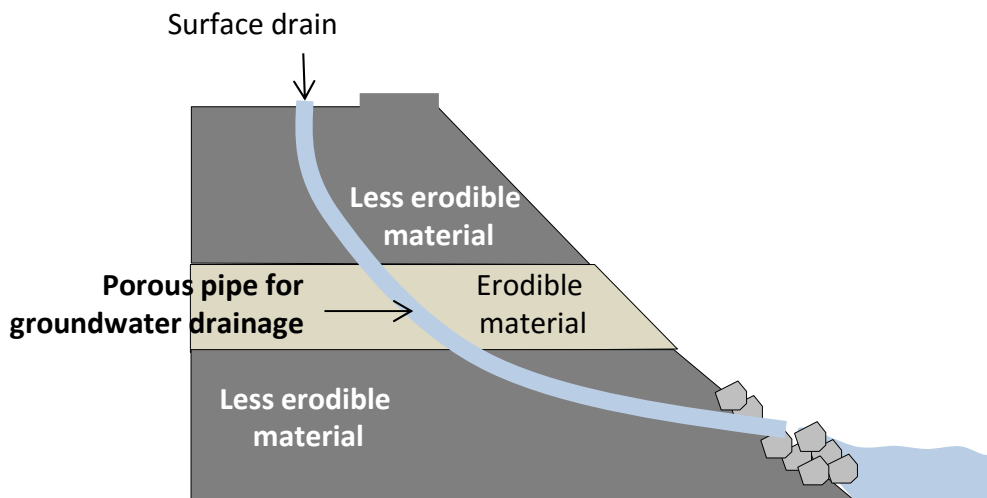 Surface drain
Less erodible
material
Porous pipe for
groundwater drainage
Erodible
material
Less erodible
material